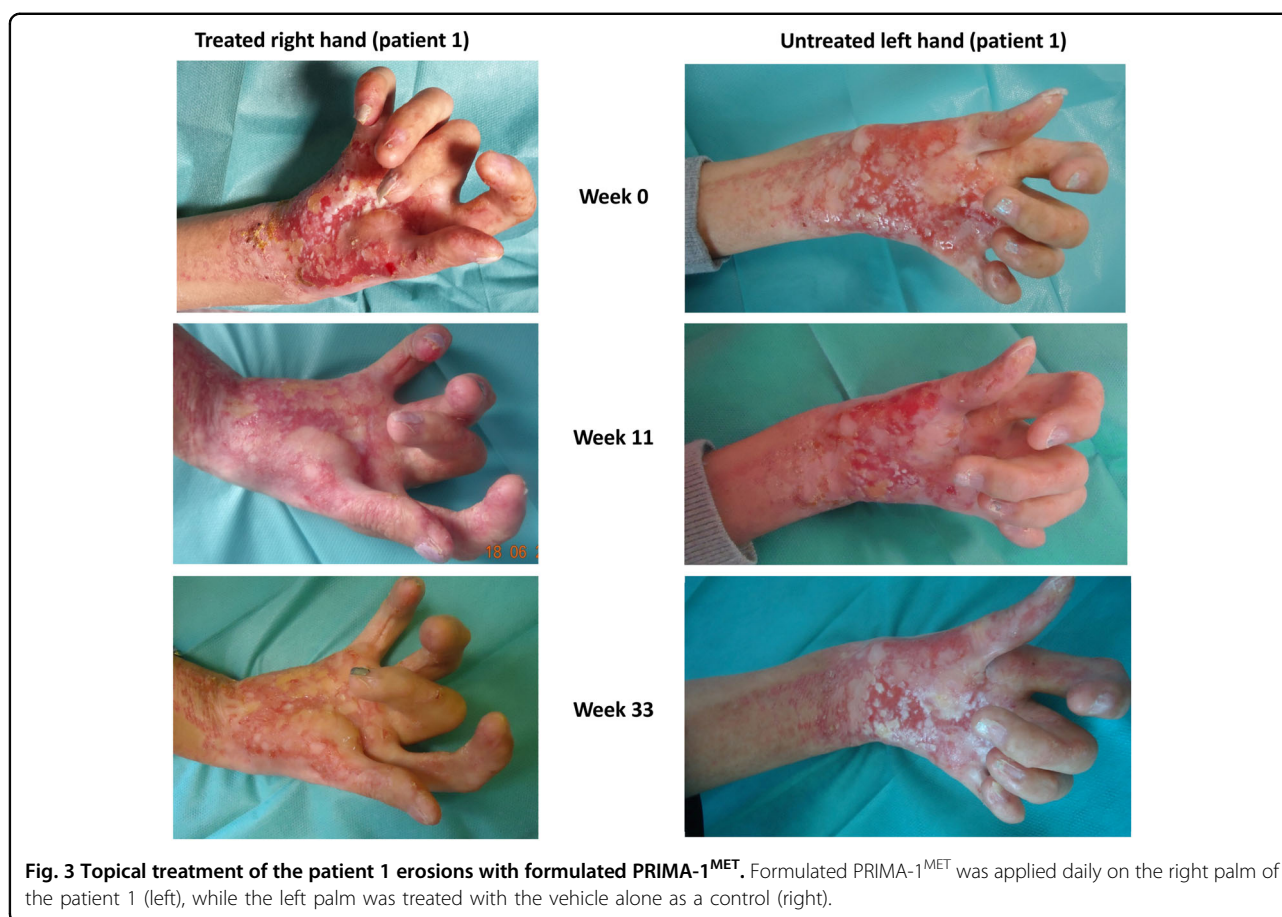 Treated right hand (patient 1)
Untreated left hand (patient 1)
Week 0
Week 11
18 06
Week 33
Fig. 3 Topical treatment of the patient 1 erosions with formulated PRIMA-1MET. Formulated PRIMA-1MET was applied daily on the right palm of
the patient 1 (left), while the left palm was treated with the vehicle alone as a control (right).